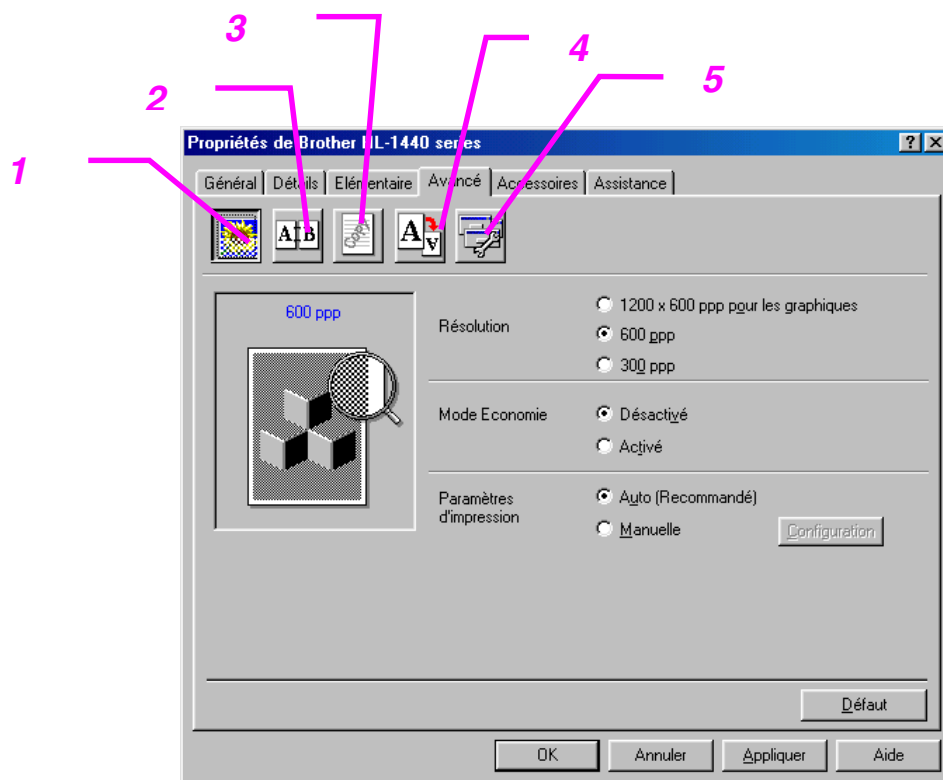 3
4
5
2
1
Propriétés de Brother HL-1440 series
Général Détails Elémentaire Avancé Accessoires Assistance
A B COPY A A
600 ppp
Résolution
1200 x 600 ppp pour les graphiques
600 ppp
300 ppp
Mode Economie
Désactivé
Activé
Paramètres
d'impression
Auto (Recommandé)
Manuelle
Configuration
Défaut
OK Annuler Appliquer Aide